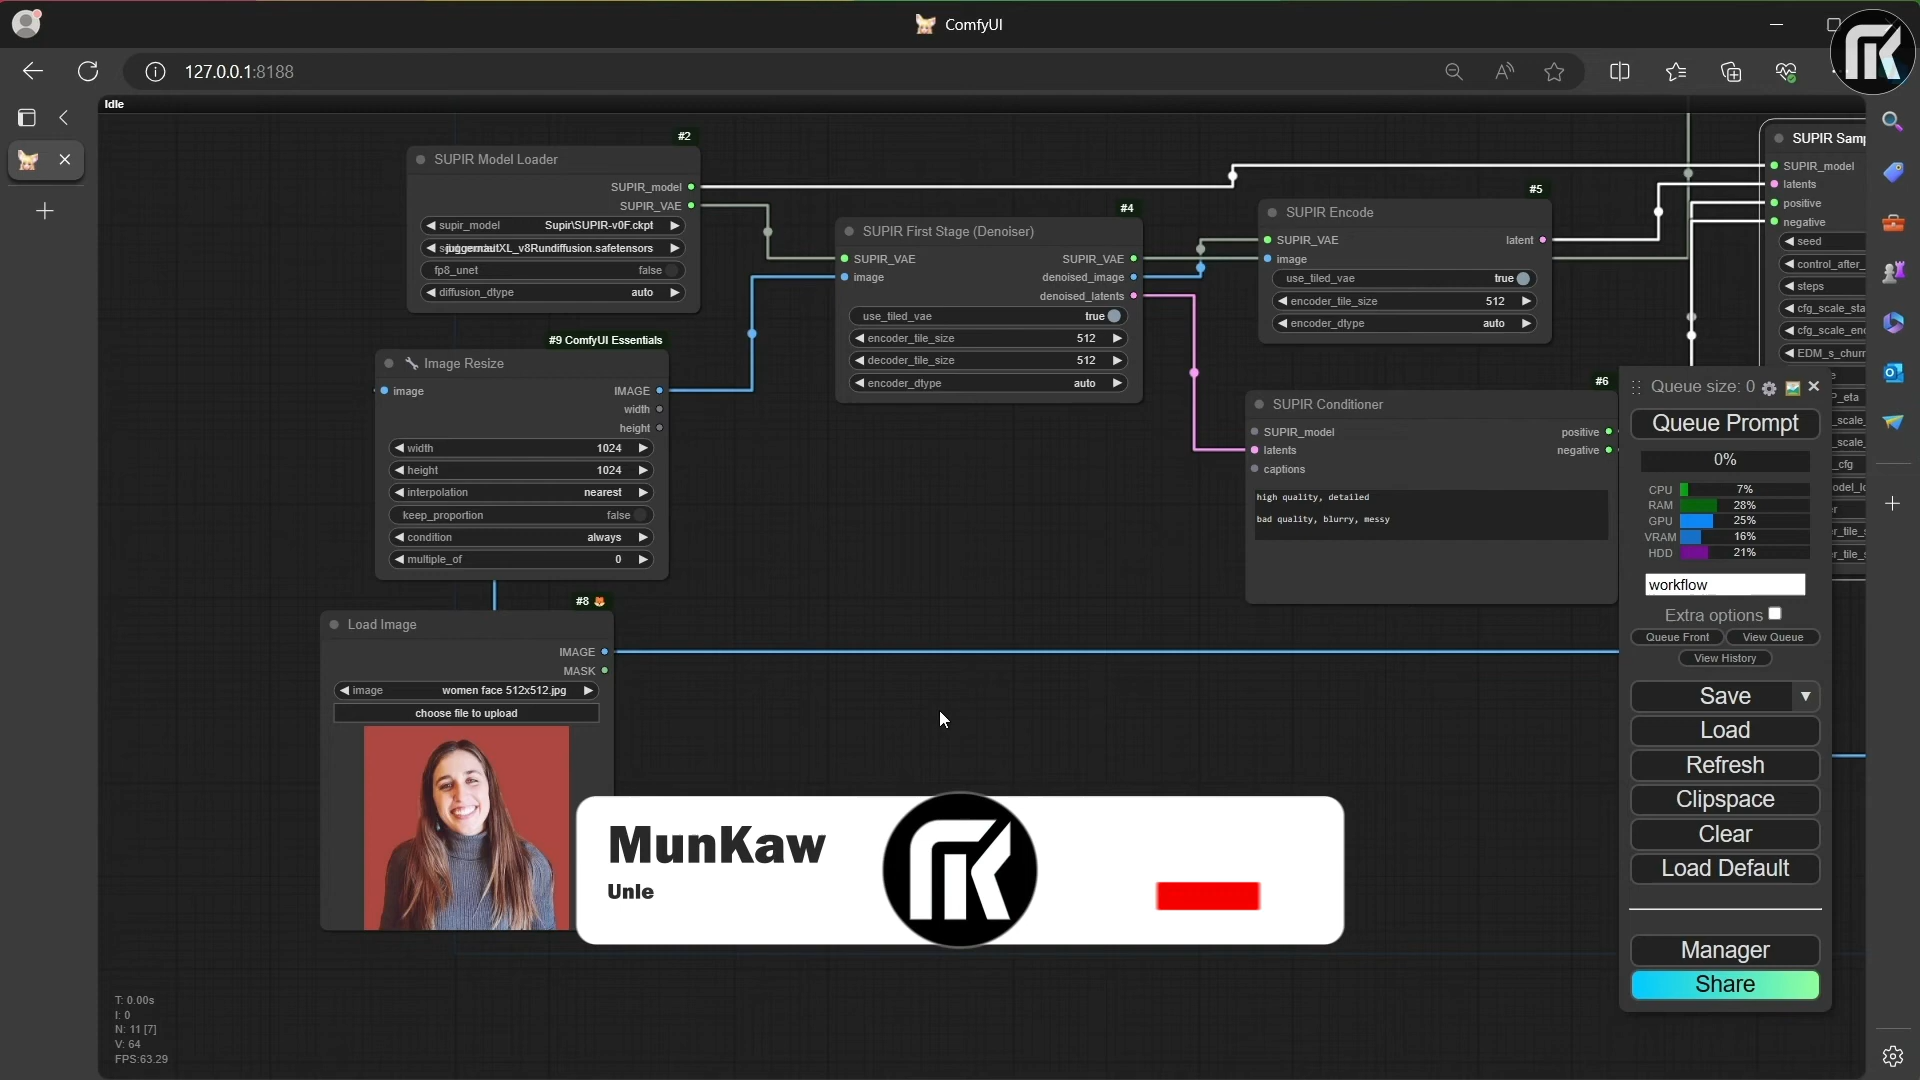 ComfyUI
127.0.0.1:8188
Idle
#2
SUPIR Model Loader
SUPIR_model
SUPIR_VAE
supir_model Supir\SUPIR-v0F.ckpt
juggernautXL_v8Rundiffusion.safetensors
fp8_unet false
diffusion_dtype auto
#9 ComfyUI Essentials
Image Resize
image IMAGE
width
height
width 1024
height 1024
interpolation nearest
keep_proportion false
condition always
multiple_of 0
#8
Load Image
IMAGE
MASK
image women face 512x512.jpg
choose file to upload
#4
SUPIR First Stage (Denoiser)
SUPIR_VAE SUPIR_VAE
image denoised_image
denoised_latents
use_tiled_vae true
encoder_tile_size 512
decoder_tile_size 512
encoder_dtype auto
#5
SUPIR Encode
SUPIR_VAE latent
image
use_tiled_vae true
encoder_tile_size 512
encoder_dtype auto
#6
SUPIR Conditioner
SUPIR_model positive
latents negative
captions
high quality, detailed
bad quality, blurry, messy
SUPIR Samp
SUPIR_model
latents
positive
negative
seed
control_after_
steps
cfg_scale_sta
cfg_scale_en
EDM_s_churr
Queue size: 0
Queue Prompt
0%
CPU 7%
RAM 28%
GPU 25%
VRAM 16%
HDD 21%
workflow
Extra options
Queue Front View Queue
View History
Save
Load
Refresh
Clipspace
Clear
Load Default
Manager
Share
MunKaw
Unle
T: 0.00s
I: 0
N: 11 [7]
V: 64
FPS:63.29